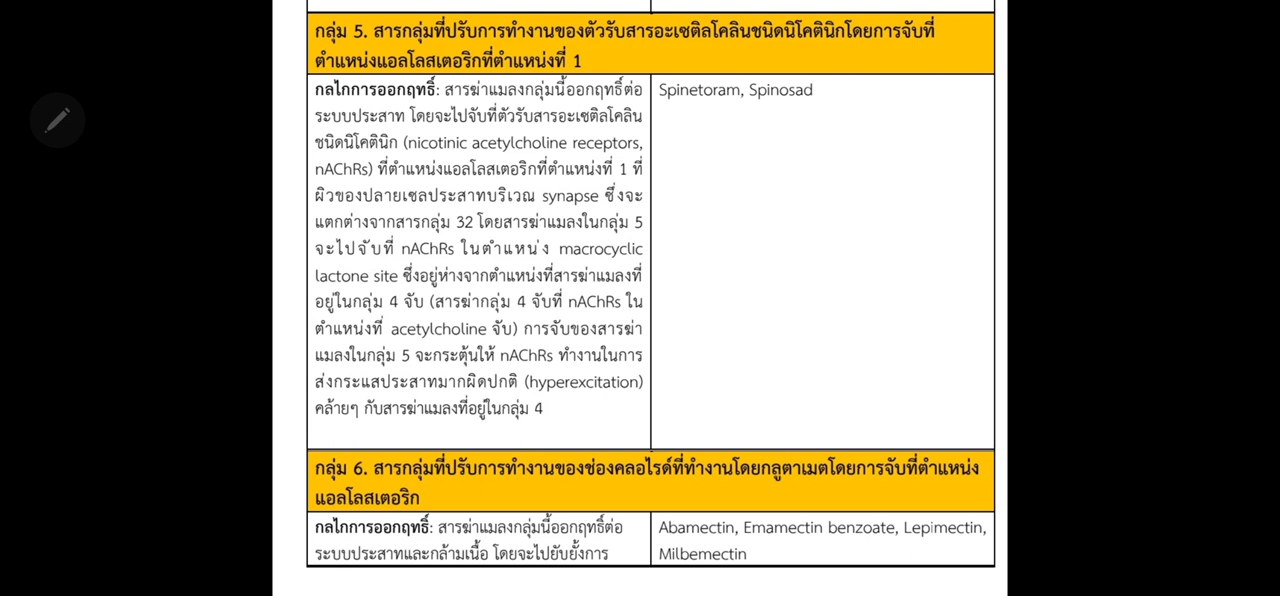 กลุ่ม 5. สารกลุ่มที่ปรับการทำงานของตัวรับสารอะเซติลโคลินชนิดนิโคตินิกโดยการจับที่
ตำแหน่งแอลโลสเตอริกที่ตำแหน่งที่ 1
กลไกการออกฤทธิ์: สารฆ่าแมลงกลุ่มนี้ออกฤทธิ์ต่อ
ระบบประสาท โดยจะไปจับที่ตัวรับสารอะเซติลโคลิน
ชนิดนิโคตินิก (nicotinic acetylcholine receptors,
nAChRs) ที่ตำแหน่งแอลโลสเตอริกที่ตำแหน่งที่ 1 ที่
ผิวของปลายเซลประสาทบริเวณ synapse ซึ่งจะ
แตกต่างจากสารกลุ่ม 32 โดยสารฆ่าแมลงในกลุ่ม 5
จะไปจับที่ nAChRs ในตำแหน่ง macrocyclic
lactone site ซึ่งอยู่ห่างจากตำแหน่งที่สารฆ่าแมลงที่
อยู่ในกลุ่ม 4 จับ (สารฆ่ากลุ่ม 4 จับที่ nAChRs ใน
ตำแหน่งที่ acetylcholine จับ) การจับของสารฆ่า
แมลงในกลุ่ม 5 จะกระตุ้นให้ nAChRs ทำงานในการ
ส่งกระแสประสาทมากผิดปกติ (hyperexcitation)
คล้ายๆ กับสารฆ่าแมลงที่อยู่ในกลุ่ม 4
Spinetoram, Spinosad
กลุ่ม 6. สารกลุ่มที่ปรับการทำงานของช่องคลอไรด์ที่ทำงานโดยกลูตาเมตโดยการจับที่ตำแหน่ง
แอลโลสเตอริก
กลไกการออกฤทธิ์: สารฆ่าแมลงกลุ่มนี้ออกฤทธิ์ต่อ
ระบบประสาทและกล้ามเนื้อ โดยจะไปยับยั้งการ
Abamectin, Emamectin benzoate, Lepimectin,
Milbemectin